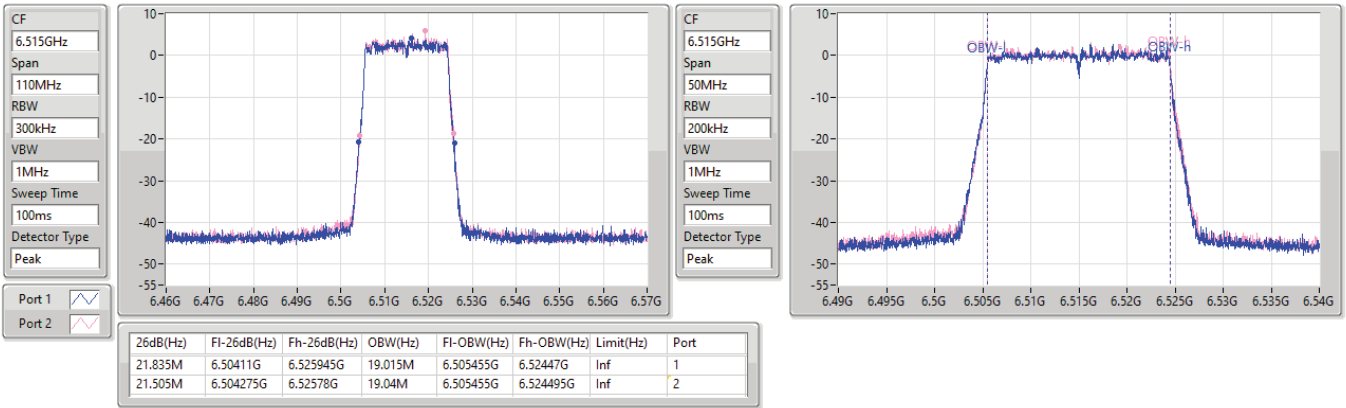 CF
6.515GHz
Span
110MHz
RBW
300kHz
VBW
1MHz
Sweep Time
100ms
Detector Type
Peak
Port 1
Port 2
10
0
-10
-20
-30
-40
-50
-55
6.46G 6.47G 6.48G 6.49G 6.5G 6.51G 6.52G 6.53G 6.54G 6.55G 6.56G 6.57G
CF
6.515GHz
Span
50MHz
RBW
200kHz
VBW
1MHz
Sweep Time
100ms
Detector Type
Peak
10
0
-10
-20
-30
-40
-50
-55
OBW-l OBW-h
OBW-h
6.49G 6.495G 6.5G 6.505G 6.51G 6.515G 6.52G 6.525G 6.53G 6.535G 6.54G
26dB(Hz) Fl-26dB(Hz) Fh-26dB(Hz) OBW(Hz) Fl-OBW(Hz) Fh-OBW(Hz) Limit(Hz) Port
21.835M 6.50411G 6.525945G 19.015M 6.505455G 6.52447G Inf 1
21.505M 6.504275G 6.52578G 19.04M 6.505455G 6.524495G Inf 2